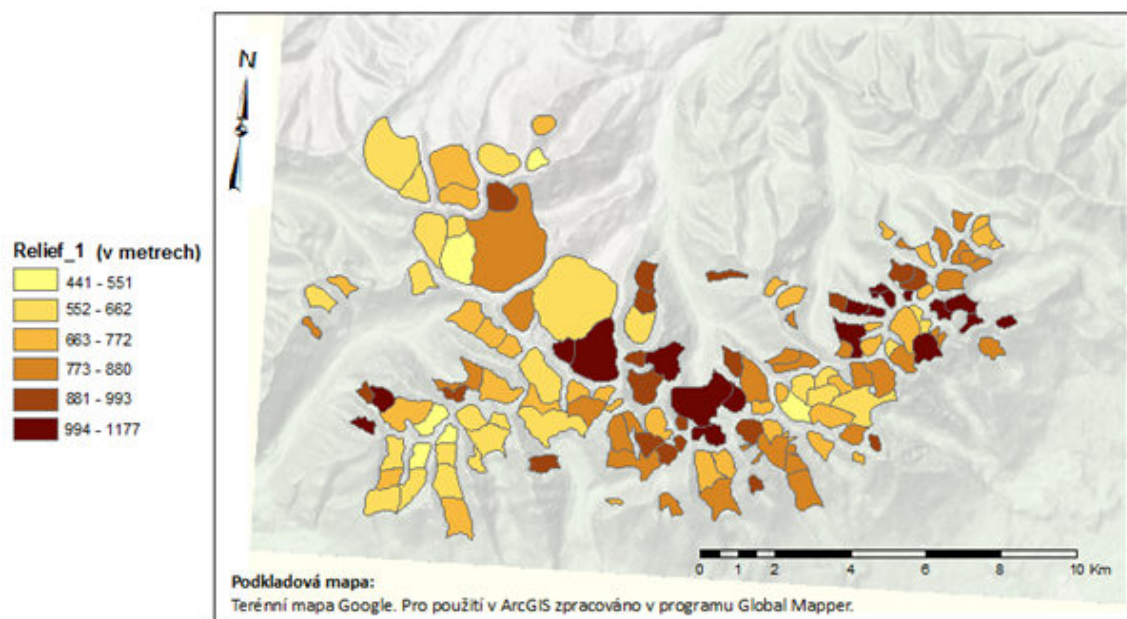 N
Relief_1 (v metrech)
441 - 551
552 - 662
663 - 772
773 - 880
881 - 993
994 - 1177
0 1 2 4 6 8 10 Km
Podkladová mapa:
Terénní mapa Google. Pro použití v ArcGIS zpracováno v programu Global Mapper.